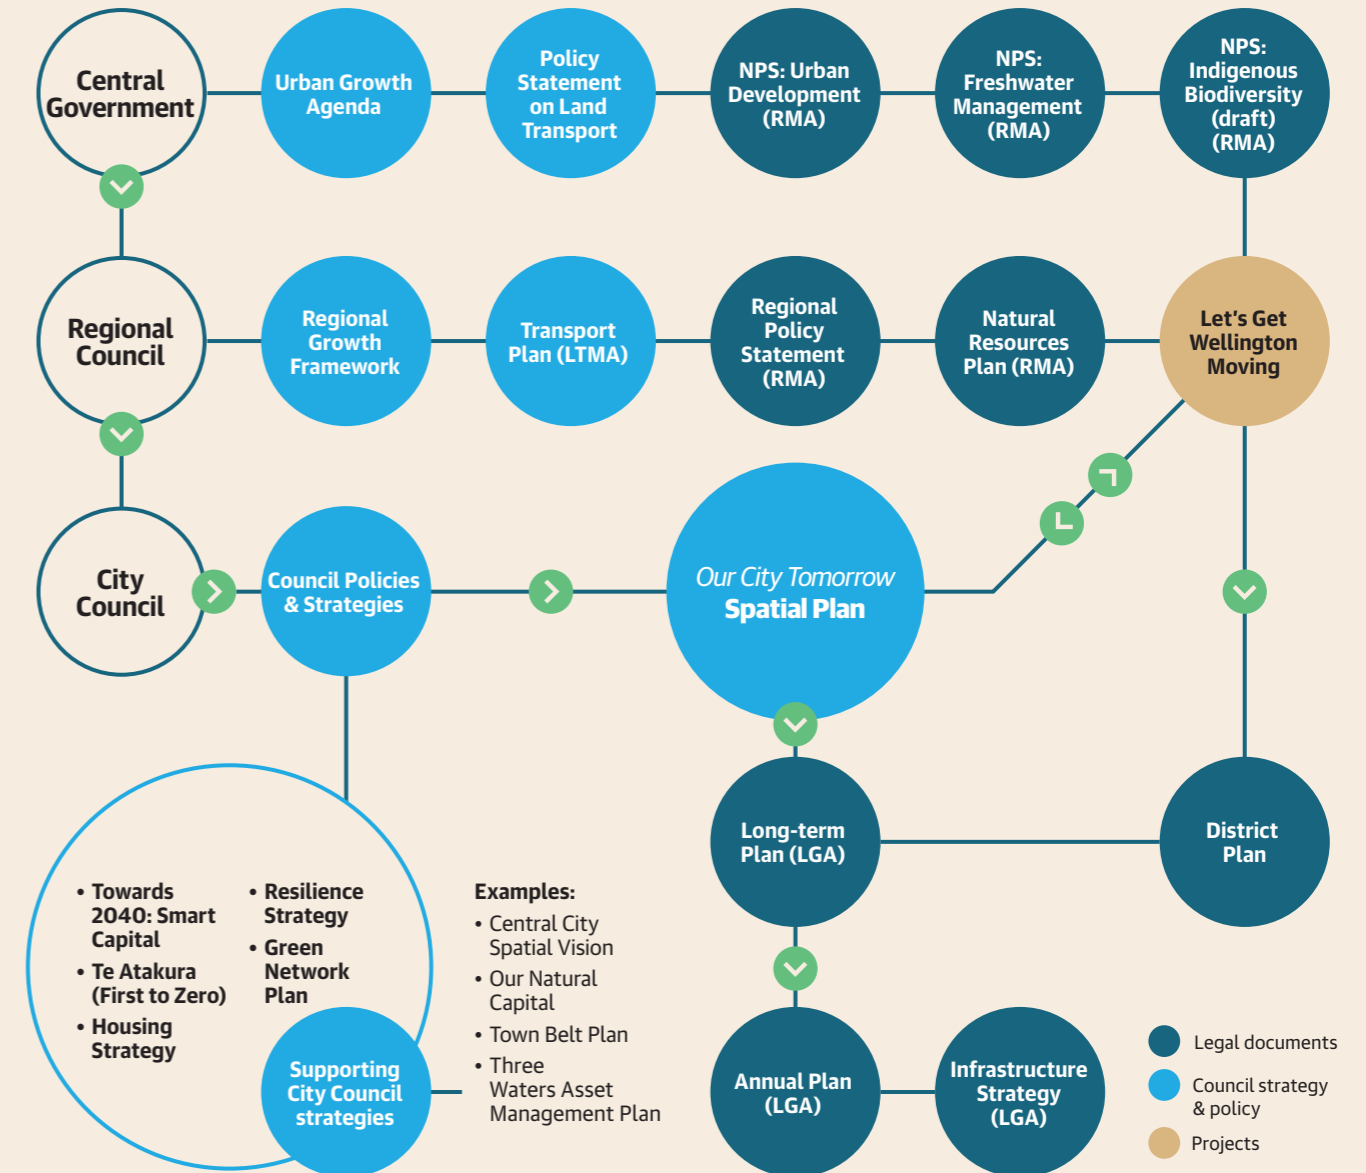 Central
Government
Urban Growth
Agenda
Policy
Statement
on Land
Transport
NPS: Urban
Development
(RMA)
NPS:
Freshwater
Management
(RMA)
NPS:
Indigenous
Biodiversity
(draft)
(RMA)
Regional
Council
Regional
Growth
Framework
Transport
Plan (LTMA)
Regional
Policy
Statement
(RMA)
Natural
Resources
Plan (RMA)
Let's Get
Wellington
Moving
City
Council
Council Policies
& Strategies
Our City Tomorrow
Spatial Plan
Long-term
Plan (LGA)
District
Plan
• Towards
2040: Smart
Capital
• Te Atakura
(First to Zero)
• Housing
Strategy
• Resilience
Strategy
• Green
Network
Plan
Supporting
City Council
strategies
Examples:
• Central City
Spatial Vision
• Our Natural
Capital
• Town Belt Plan
• Three
Waters Asset
Management Plan
Annual Plan
(LGA)
Infrastructure
Strategy
(LGA)
Legal documents
Council strategy
& policy
Projects